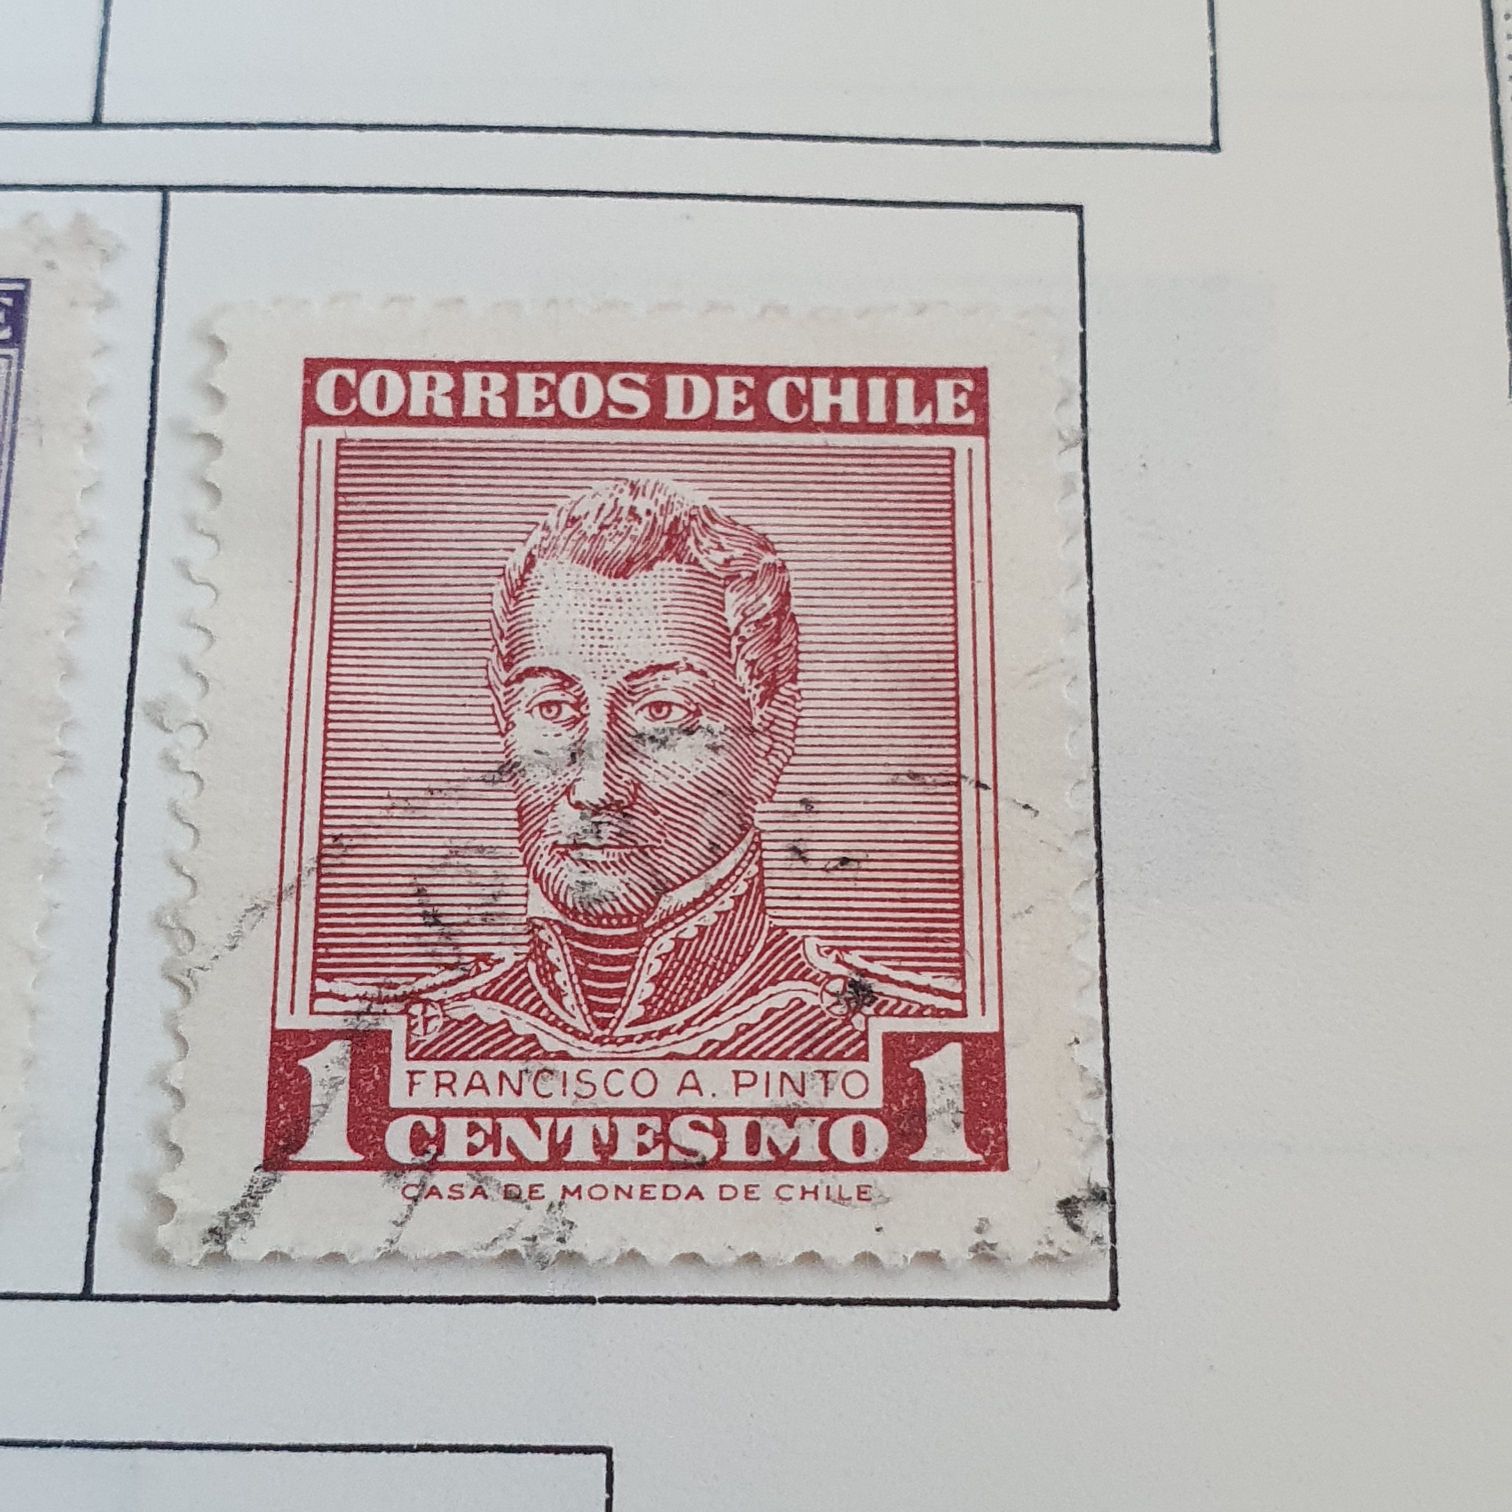 E
CORREOS DE CHILE
FRANCISCO A. PINTO
1 CENTESIMO 1
CASA DE MONEDA DE CHILE